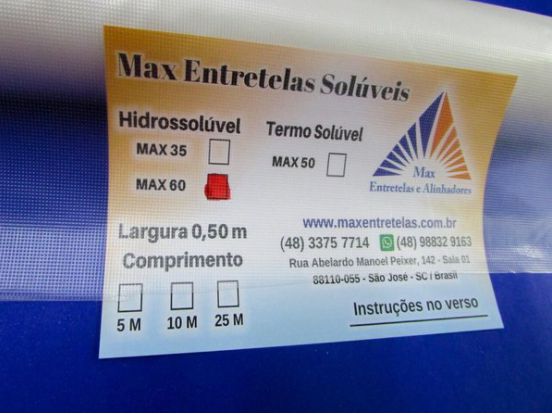 Max Entretelas Solúveis
Hidrossolúvel
MAX 35
MAX 60
Termo Solúvel
MAX 50
Max
Entretelas e Alinhadores
Largura 0,50 m
Comprimento
5 M
10 M
25 M
www.maxentretelas.com.br
(48) 3375 7714 (48) 98832 9163
Rua Abelardo Manoel Peixer, 142 - Sala 01
88110-055 - São José - SC / Brasil
Instruções no verso